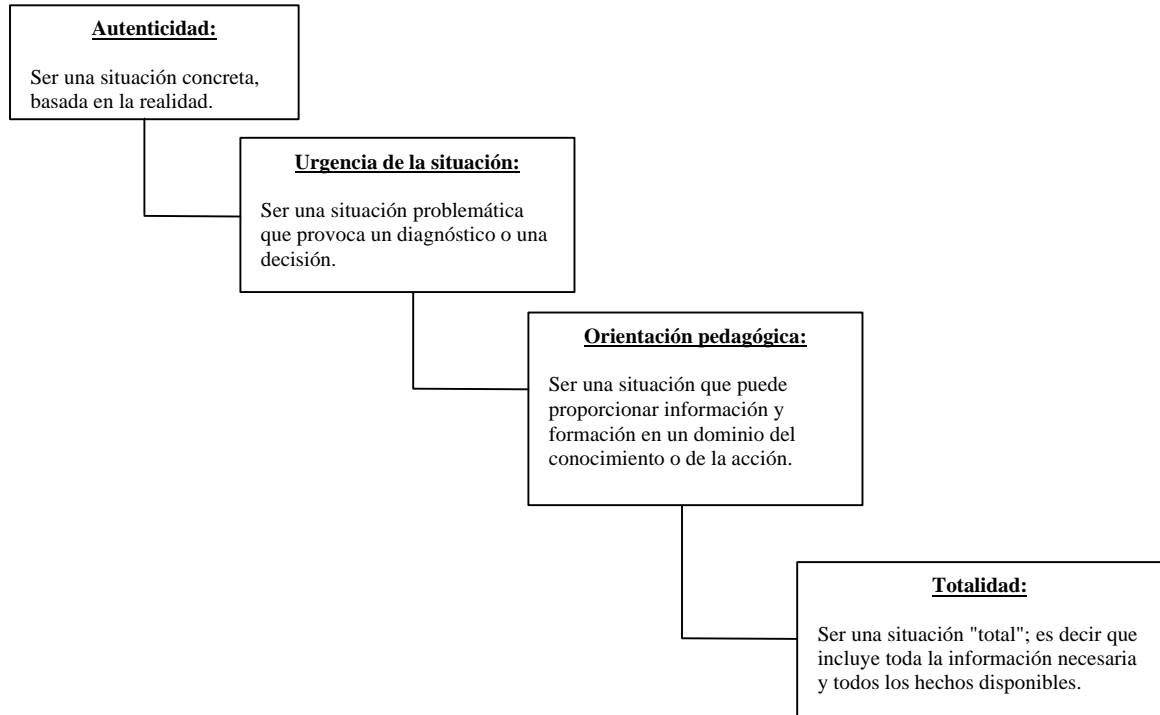 Autenticidad:
Ser una situación concreta,
basada en la realidad.
Urgencia de la situación:
Ser una situación problemática
que provoca un diagnóstico o una
decisión.
Orientación pedagógica:
Ser una situación que puede
proporcionar información y
formación en un dominio del
conocimiento o de la acción.
Totalidad:
Ser una situación "total"; es decir que
incluye toda la información necesaria
y todos los hechos disponibles.